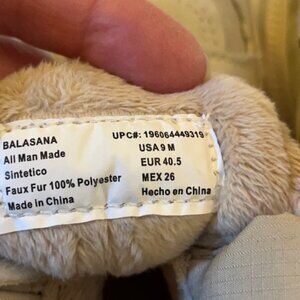 BALASANA
All Man Made
Sintetico
Faux Fur 100% Polyester
Made in China
UPC#: 196064449319
USA 9 M
EUR 40.5
MEX 26
Hecho en China